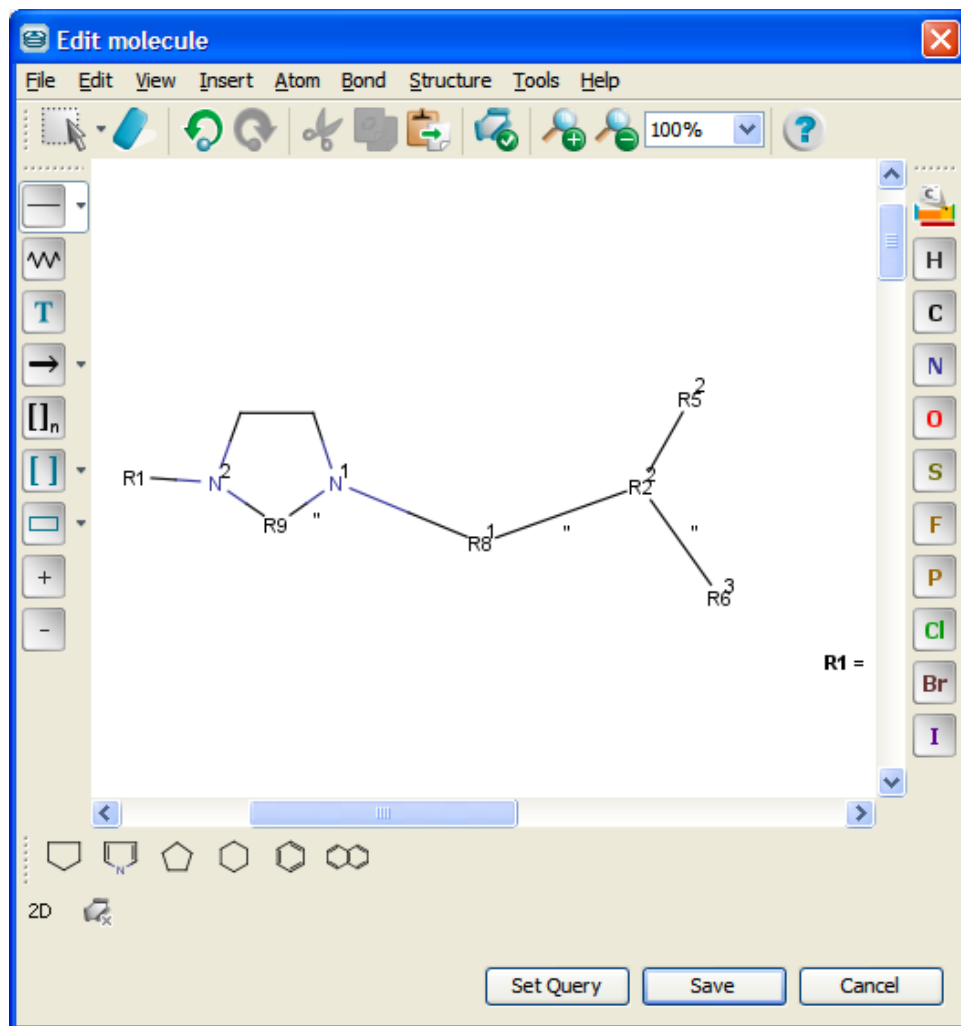 Edit molecule
File Edit View Insert Atom Bond Structure Tools Help
100% ?
C
H
T
C
N
[]n
O
[ ]
S
F
+
P
-
Cl
Br
I
R5 2
R1 N 2 N 1 R2 2
R9 " R8 1 " "
R6 3
R1 =
N
2D
Set Query Save Cancel